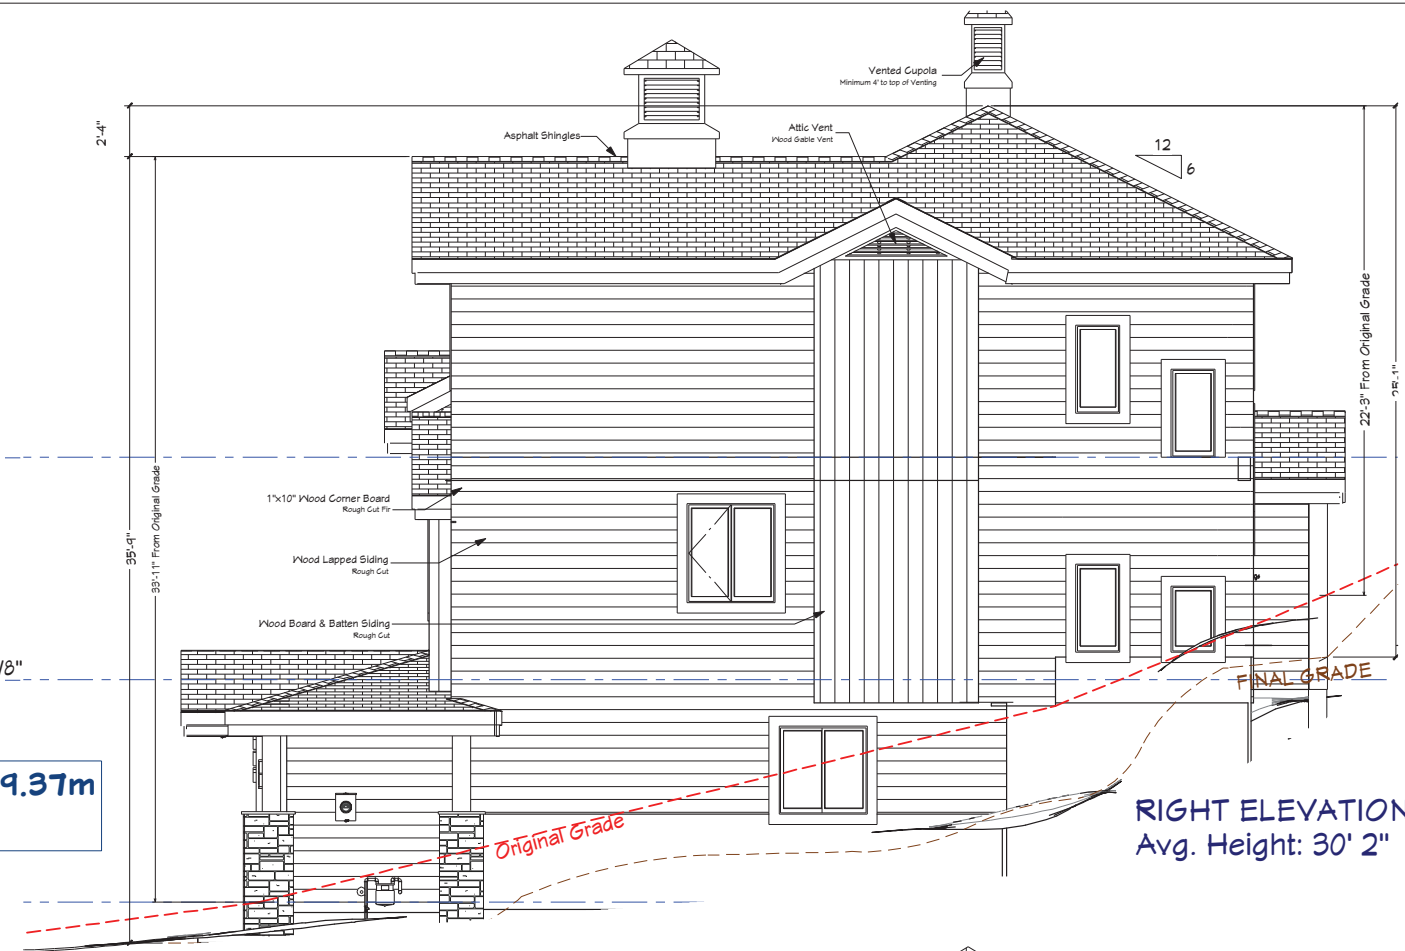 Vented Cupola
Minimum 4' to top of Venting
2'-4"
Asphalt Shingles
Attic Vent
Wood Gable Vent
12
6
22'-3" From Original Grade
1"x10" Wood Corner Board
Rough Cut Fir
35'-9"
33'-11" From Original Grade
Wood Lapped Siding
Rough Cut
Wood Board & Batten Siding
Rough Cut
/8"
FINAL GRADE
9.37m
Original Grade
RIGHT ELEVATION
Avg. Height: 30' 2"